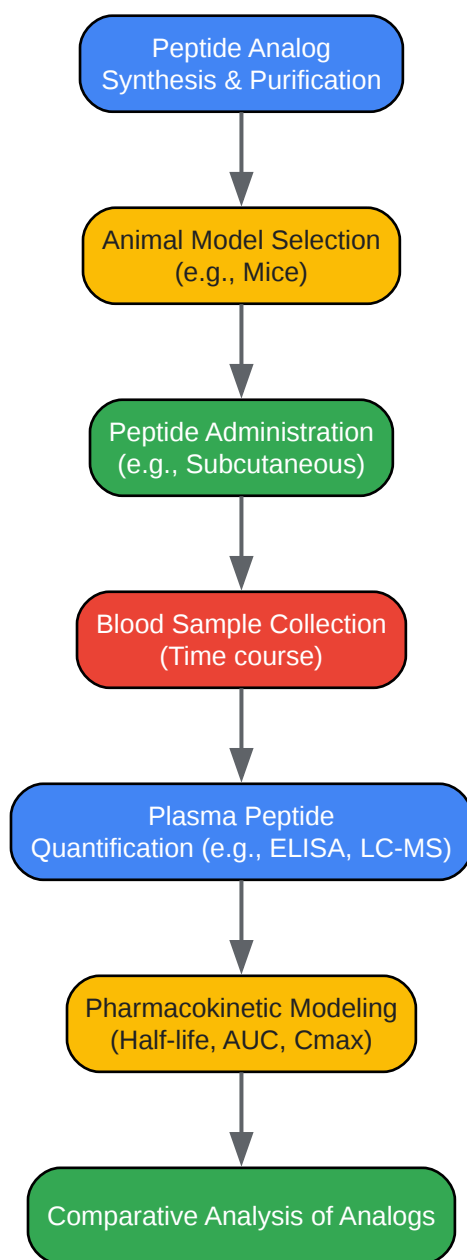 Peptide Analog
Synthesis & Purification
Animal Model Selection
(e.g., Mice)
Peptide Administration
(e.g., Subcutaneous)
Blood Sample Collection
(Time course)
Plasma Peptide
Quantification (e.g., ELISA, LC-MS)
Pharmacokinetic Modeling
(Half-life, AUC, Cmax)
Comparative Analysis of Analogs